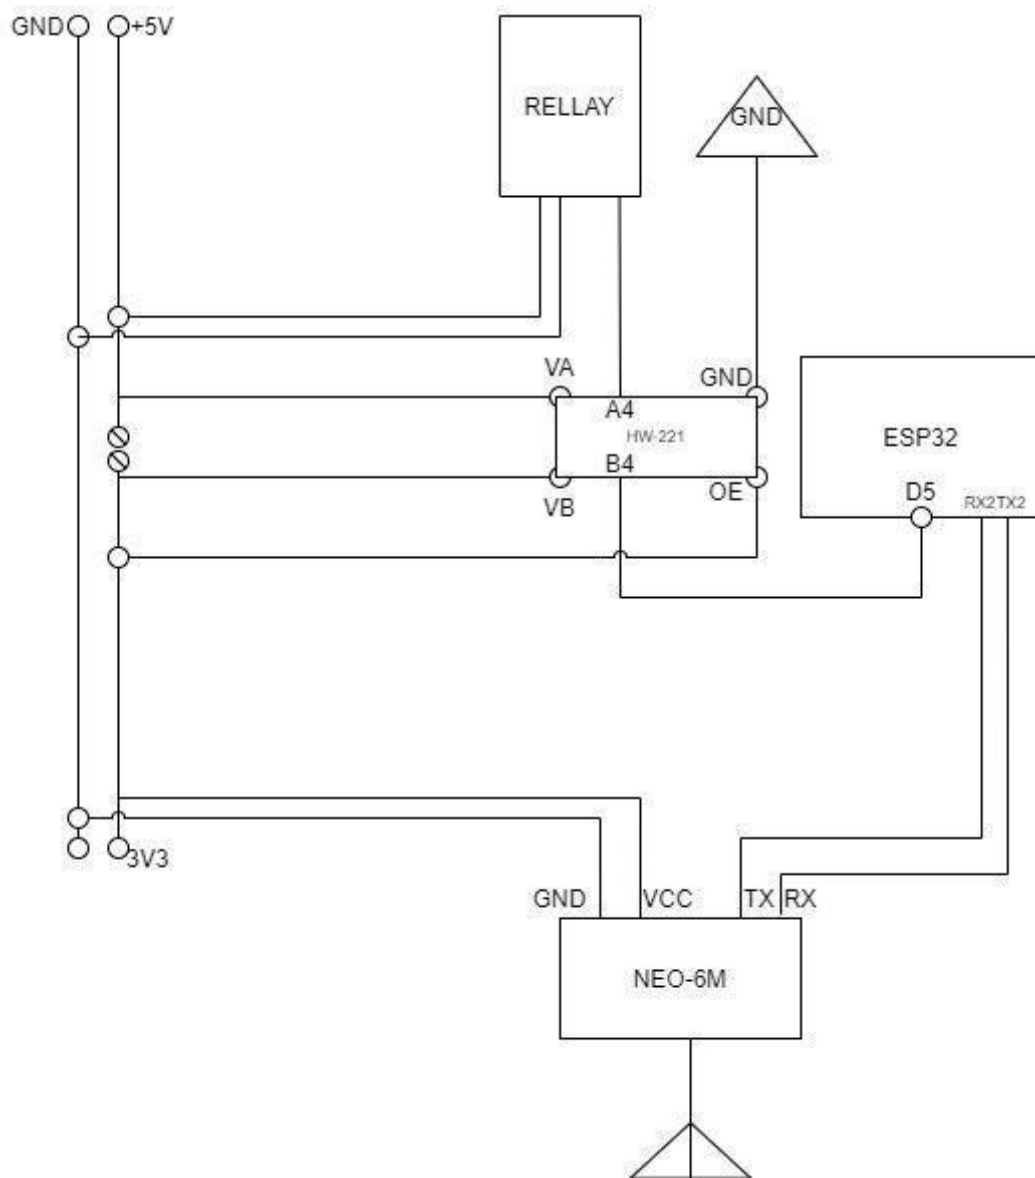 GND
+5V
RELLAY
GND
VA
GND
A4
HW-221
B4
VB
OE
ESP32
D5
RX2TX2
3V3
GND
VCC
TX
RX
NEO-6M